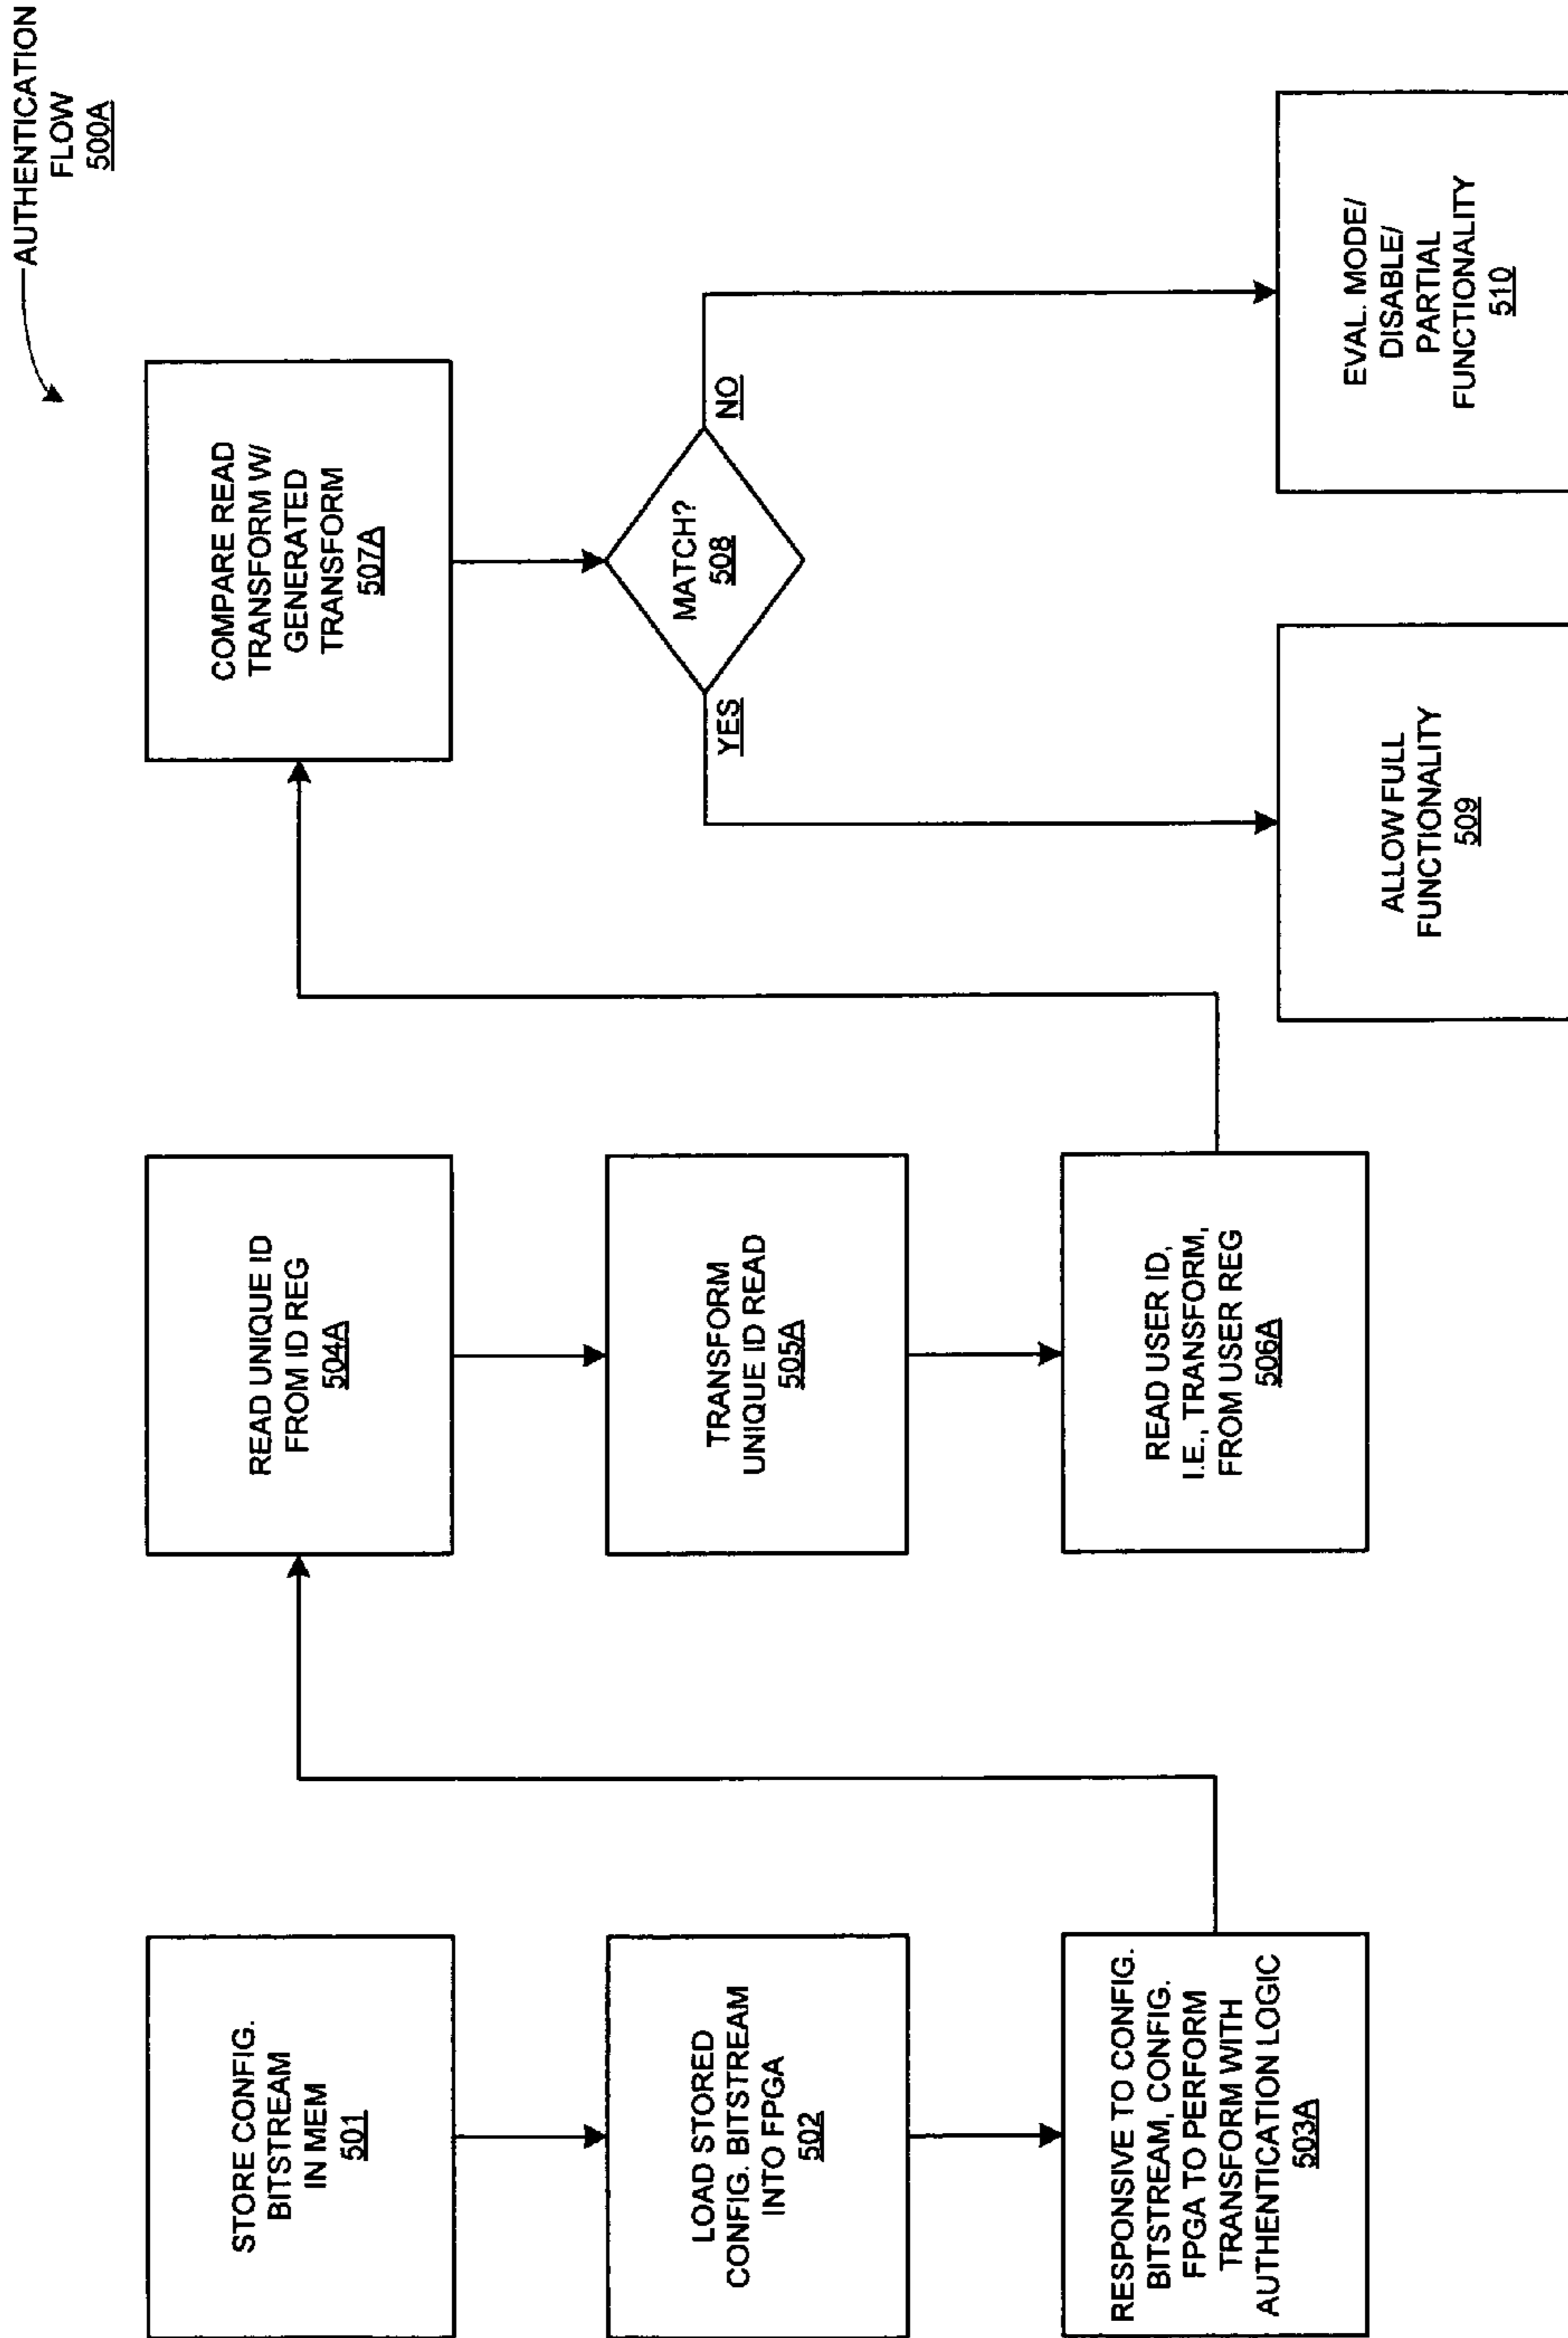 AUTHENTICATION
FLOW
500A
STORE CONFIG.
BITSTREAM
IN MEM
501
LOAD STORED
CONFIG. BITSTREAM
INTO FPGA
502
RESPONSIVE TO CONFIG.
BITSTREAM, CONFIG.
FPGA TO PERFORM
TRANSFORM WITH
AUTHENTICATION LOGIC
503A
READ UNIQUE ID
FROM ID REG
504A
TRANSFORM
UNIQUE ID READ
505A
READ USER ID,
I.E., TRANSFORM,
FROM USER REG
506A
COMPARE READ
TRANSFORM W/
GENERATED
TRANSFORM
507A
MATCH?
508
YES
NO
ALLOW FULL
FUNCTIONALITY
509
EVAL. MODE/
DISABLE/
PARTIAL
FUNCTIONALITY
510